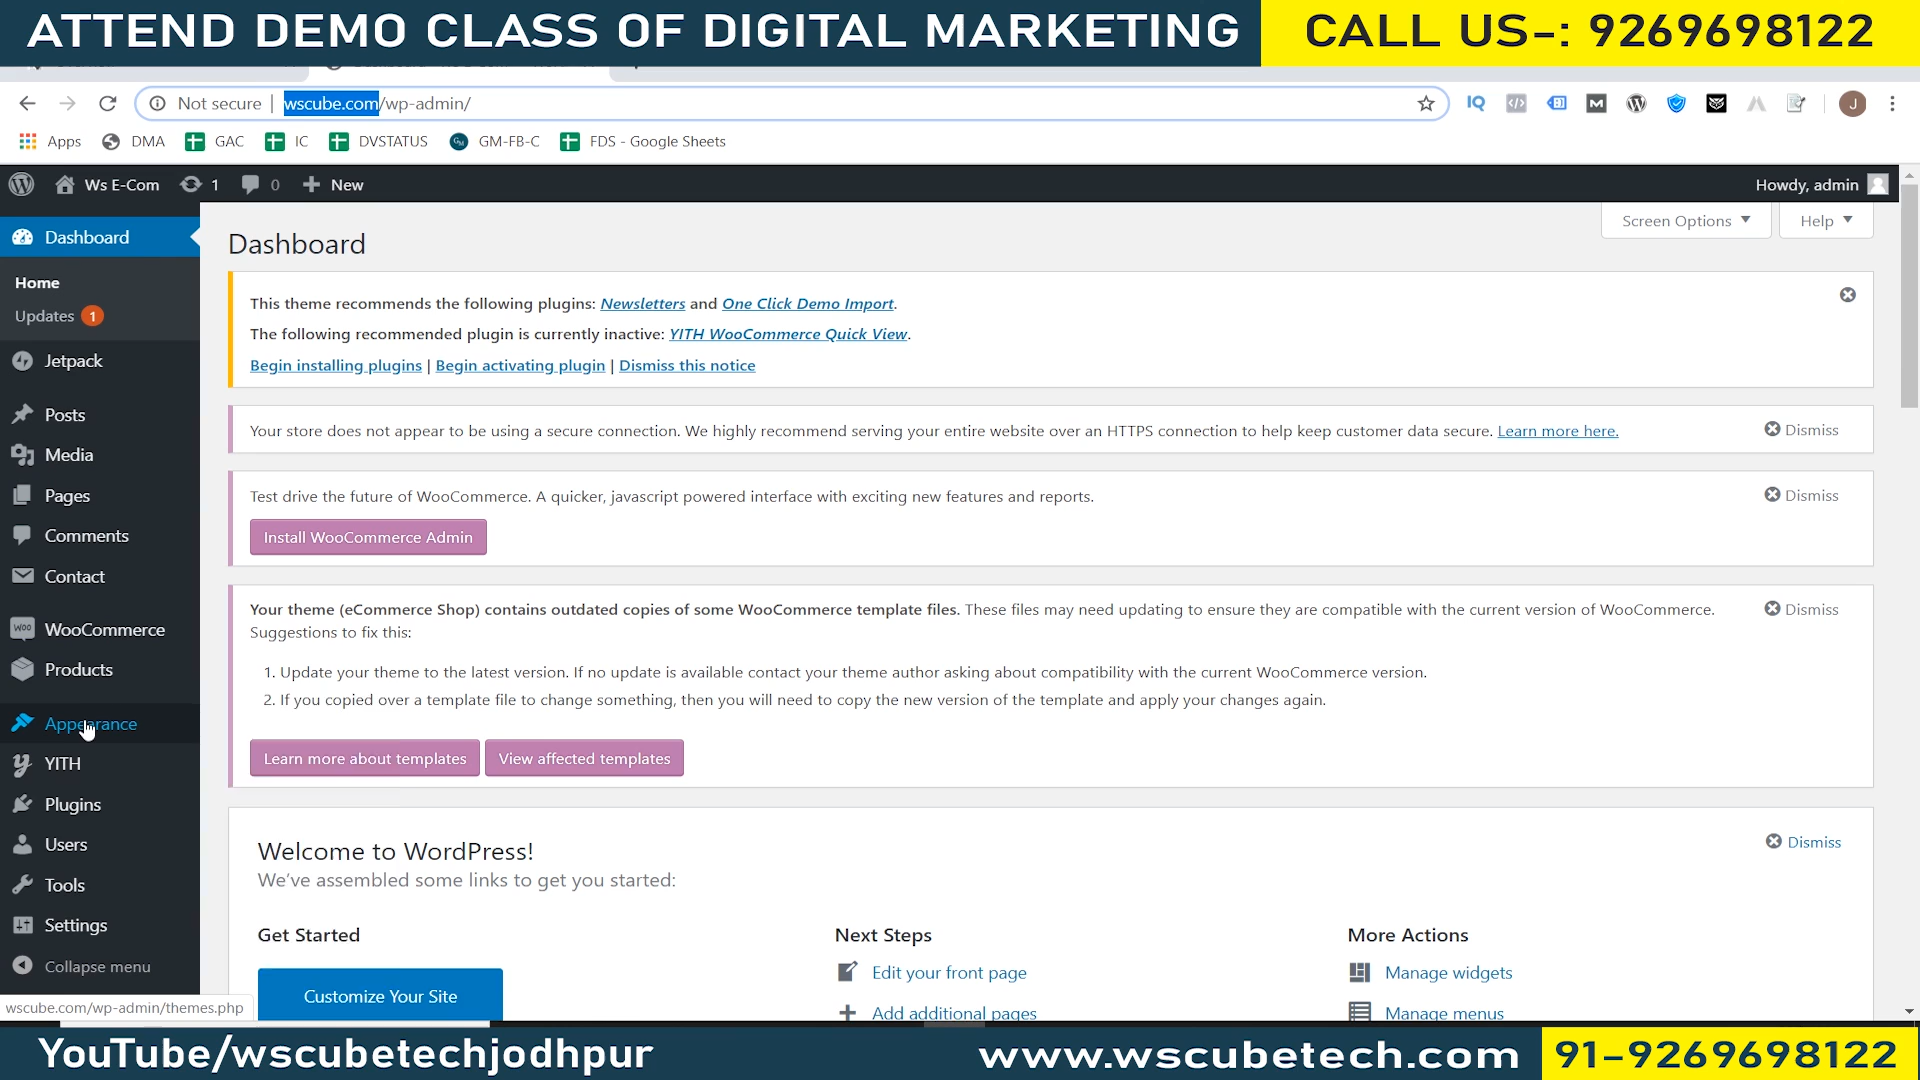 ATTEND DEMO CLASS OF DIGITAL MARKETING
CALL US-: 9269698122
Not secure | wscube.com/wp-admin/
IQ
M
J
Apps
DMA
GAC
IC
DVSTATUS
GM-FB-C
FDS - Google Sheets
Ws E-Com
1
0
New
Howdy, admin
Screen Options
Help
Dashboard
Home
Updates 1
Jetpack
Posts
Media
Pages
Comments
Contact
WooCommerce
Products
Appearance
YITH
Plugins
Users
Tools
Settings
Collapse menu
wscube.com/wp-admin/themes.php
Dashboard
This theme recommends the following plugins: Newsletters and One Click Demo Import.
The following recommended plugin is currently inactive: YITH WooCommerce Quick View.
Begin installing plugins | Begin activating plugin | Dismiss this notice
Your store does not appear to be using a secure connection. We highly recommend serving your entire website over an HTTPS connection to help keep customer data secure. Learn more here.
Dismiss
Test drive the future of WooCommerce. A quicker, javascript powered interface with exciting new features and reports.
Dismiss
Install WooCommerce Admin
Your theme (eCommerce Shop) contains outdated copies of some WooCommerce template files. These files may need updating to ensure they are compatible with the current version of WooCommerce.
Suggestions to fix this:
Dismiss
1. Update your theme to the latest version. If no update is available contact your theme author asking about compatibility with the current WooCommerce version.
2. If you copied over a template file to change something, then you will need to copy the new version of the template and apply your changes again.
Learn more about templates
View affected templates
Welcome to WordPress!
Dismiss
We've assembled some links to get you started:
Get Started
Customize Your Site
Next Steps
Edit your front page
Add additional pages
More Actions
Manage widgets
Manage menus
YouTube/wscubetechjodhpur
www.wscubetech.com
91-9269698122